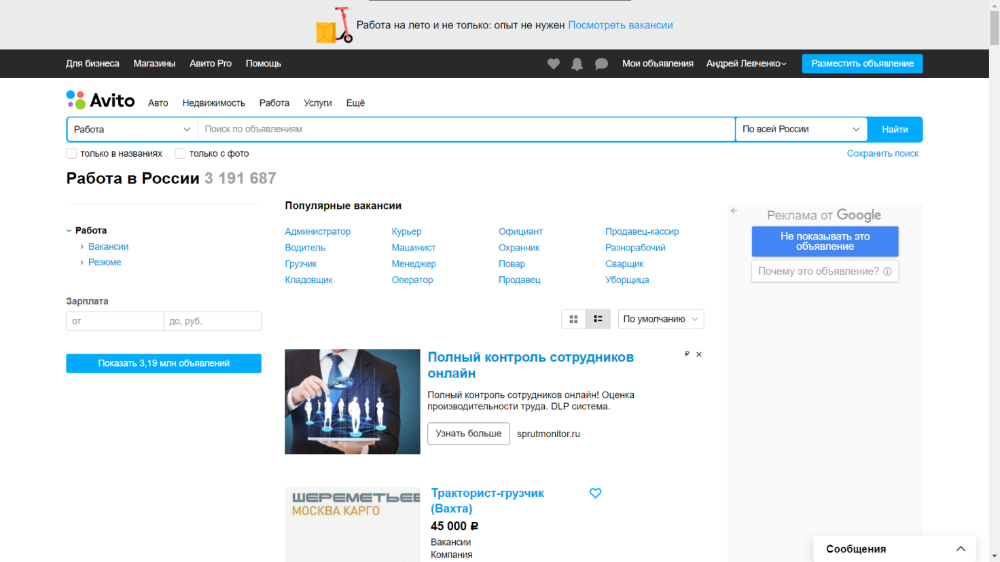 Работа на лето и не только: опыт не нужен Посмотреть вакансии
Для бизнеса Магазины Авито Pro Помощь Мои объявления Андрей Левченко Разместить объявление
Avito Авто Недвижимость Работа Услуги Ещё
Работа Поиск по объявлениям По всей России Найти
только в названиях только с фото Сохранить поиск
Работа в России 3 191 687
Работа
Вакансии
Резюме
Зарплата
от до, руб.
Показать 3,19 млн объявлений
Популярные вакансии
Администратор Курьер Официант Продавец-кассир
Водитель Машинист Охранник Разнорабочий
Грузчик Менеджер Повар Сварщик
Кладовщик Оператор Продавец Уборщица
По умолчанию
Полный контроль сотрудников
онлайн
₽
Полный контроль сотрудников онлайн! Оценка
производительности труда. DLP система.
Узнать больше sprutmonitor.ru
ШЕРЕМЕТЬЕВ
МОСКВА КАРГО
Тракторист-грузчик
(Вахта)
45 000 ₽
Вакансии
Компания
Реклама от Google
Не показывать это
объявление
Почему это объявление?
Сообщения